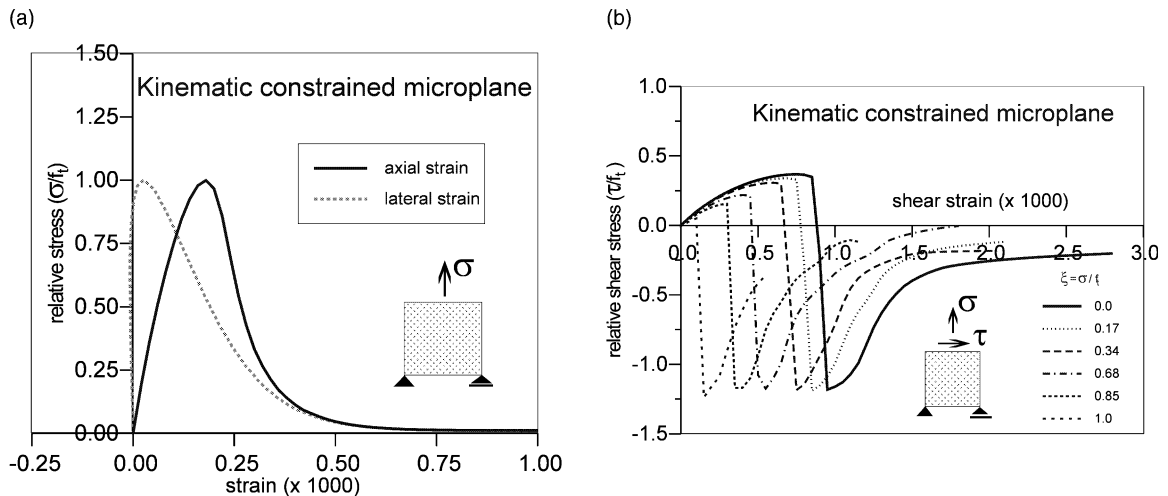 (a)
1.50
Kinematic constrained microplane
1.25
axial strain
lateral strain
1.00
0.75
0.50
0.25
0.00
relative stress (σ/ft)
σ
-0.25
0.00
0.25
0.50
0.75
1.00
strain (x 1000)
(b)
1.0
Kinematic constrained microplane
0.5
shear strain (x 1000)
0.0
-0.5
-1.0
-1.5
relative shear stress (τ/ft)
0.0
0.5
1.0
1.5
2.0
2.5
3.0
ξ=σ/ft
0.0
0.17
0.34
0.68
0.85
1.0
σ
τ